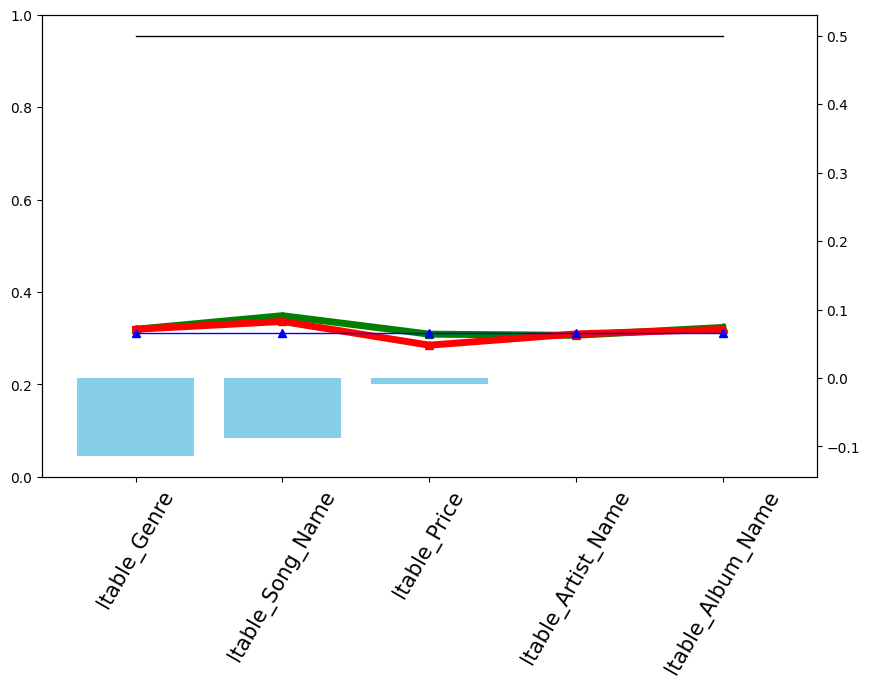 1.0
0.8
0.6
0.4
0.2
0.0
0.5
0.4
0.3
0.2
0.1
0.0
−0.1
ltable_Genre
ltable_Song_Name
ltable_Price
ltable_Artist_Name
ltable_Album_Name